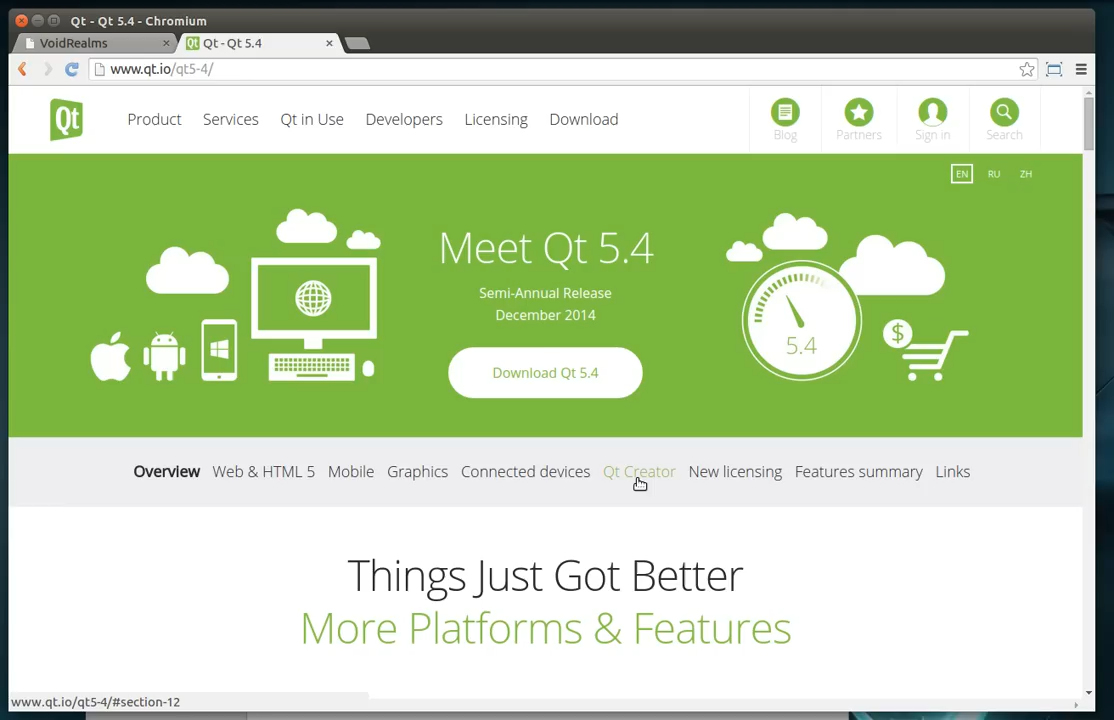 Qt - Qt 5.4 - Chromium
VoidRealms
Qt Qt - Qt 5.4
www.qt.io/qt5-4/
Qt
Product Services Qt in Use Developers Licensing Download
Blog Partners Sign in Search
EN RU ZH
Meet Qt 5.4
Semi-Annual Release
December 2014
Download Qt 5.4
5.4
$
Overview Web & HTML 5 Mobile Graphics Connected devices Qt Creator New licensing Features summary Links
Things Just Got Better
More Platforms & Features
www.qt.io/qt5-4/#section-12